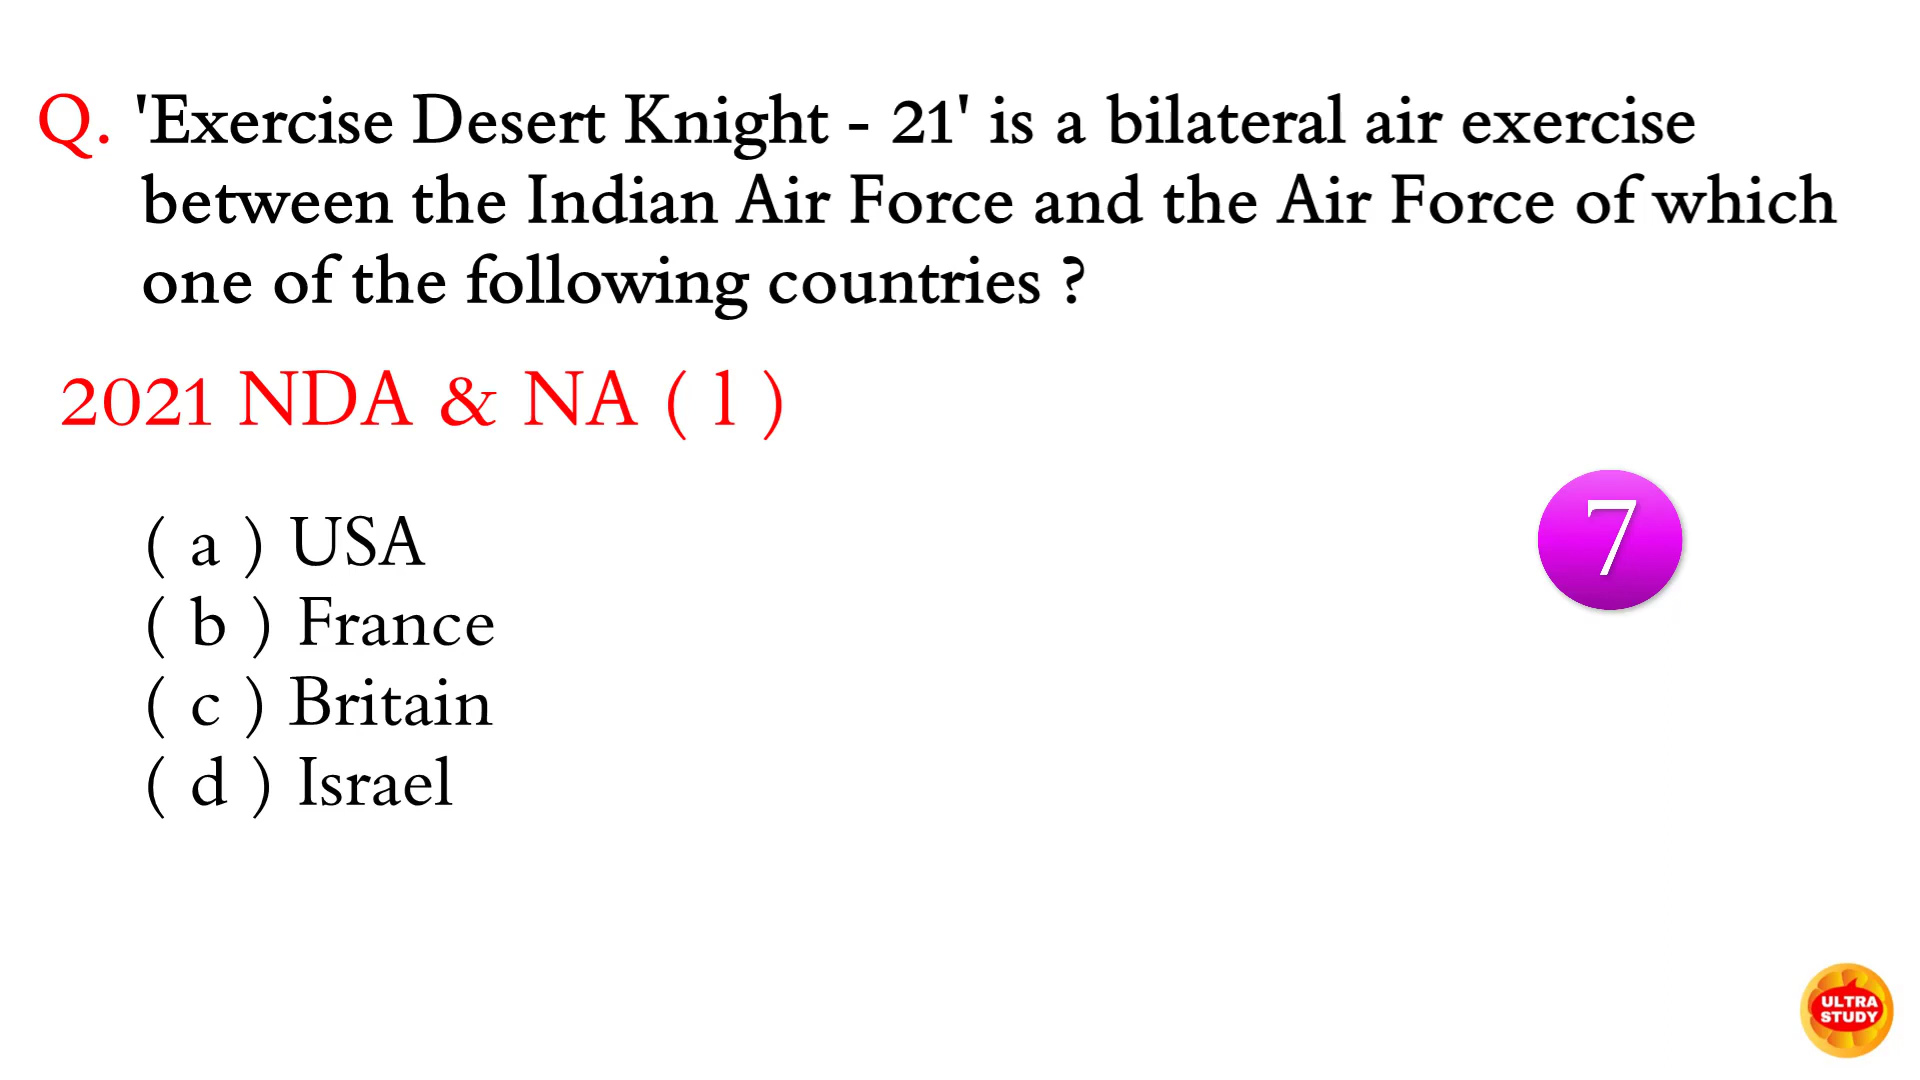 Q. 'Exercise Desert Knight - 21' is a bilateral air exercise
between the Indian Air Force and the Air Force of which
one of the following countries ?
2021 NDA & NA ( l )
( a ) USA
7
( b ) France
( c ) Britain
( d ) Israel
ULTRA
STUDY